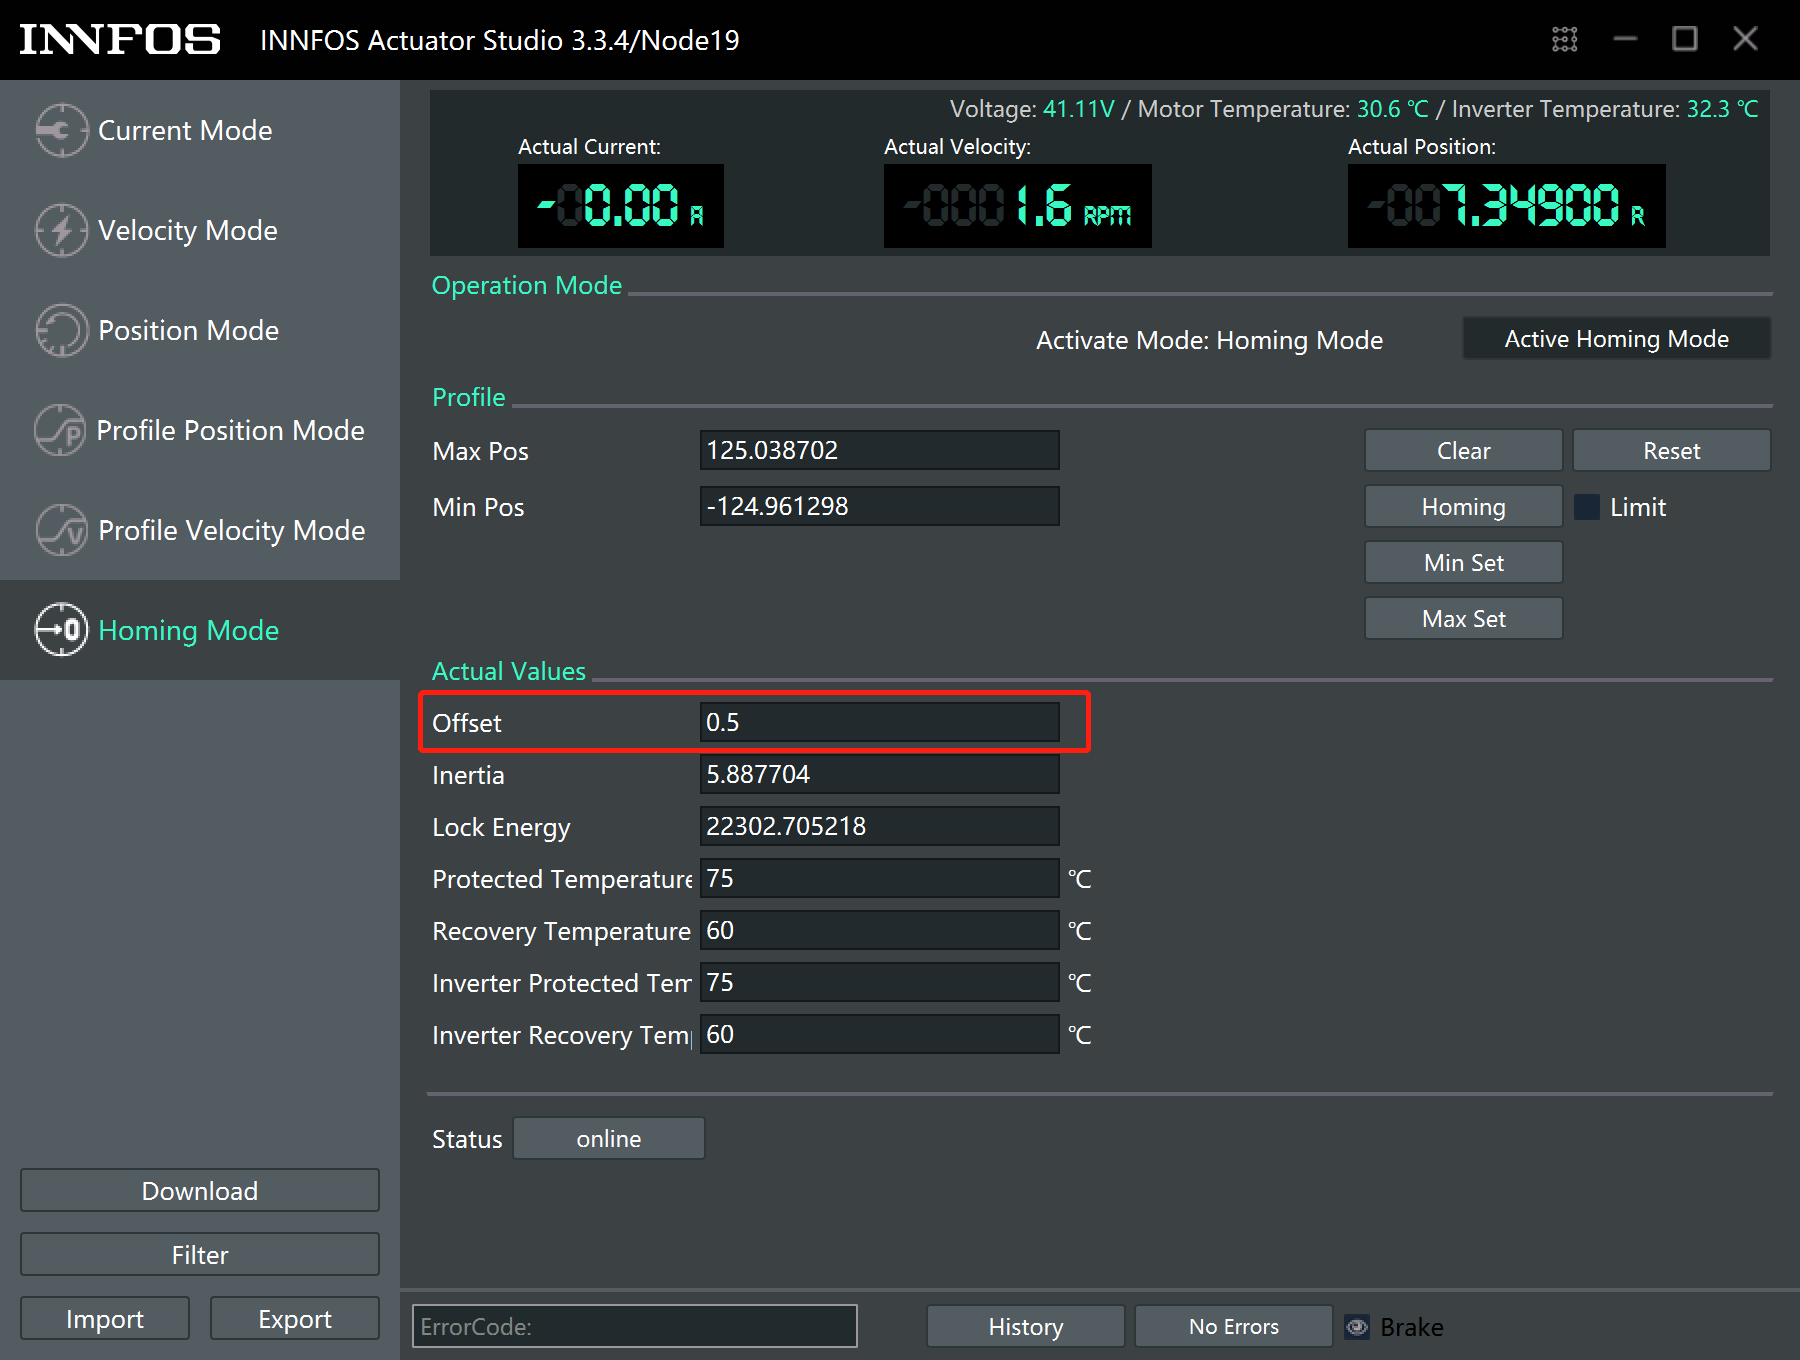 INNFOS INNFOS Actuator Studio 3.3.4/Node19
Current Mode
Velocity Mode
Position Mode
Profile Position Mode
Profile Velocity Mode
Homing Mode
Download
Filter
Import Export
Voltage: 41.11V / Motor Temperature: 30.6 ℃ / Inverter Temperature: 32.3 ℃
Actual Current: Actual Velocity: Actual Position:
-0.00 A 1.6 RPM 7.34900 R
Operation Mode
Activate Mode: Homing Mode Active Homing Mode
Profile
Max Pos 125.038702 Clear Reset
Min Pos -124.961298 Homing Limit
Min Set
Max Set
Actual Values
Offset 0.5
Inertia 5.887704
Lock Energy 22302.705218
Protected Temperature 75 ℃
Recovery Temperature 60 ℃
Inverter Protected Tem 75 ℃
Inverter Recovery Temp 60 ℃
Status online
ErrorCode: History No Errors Brake